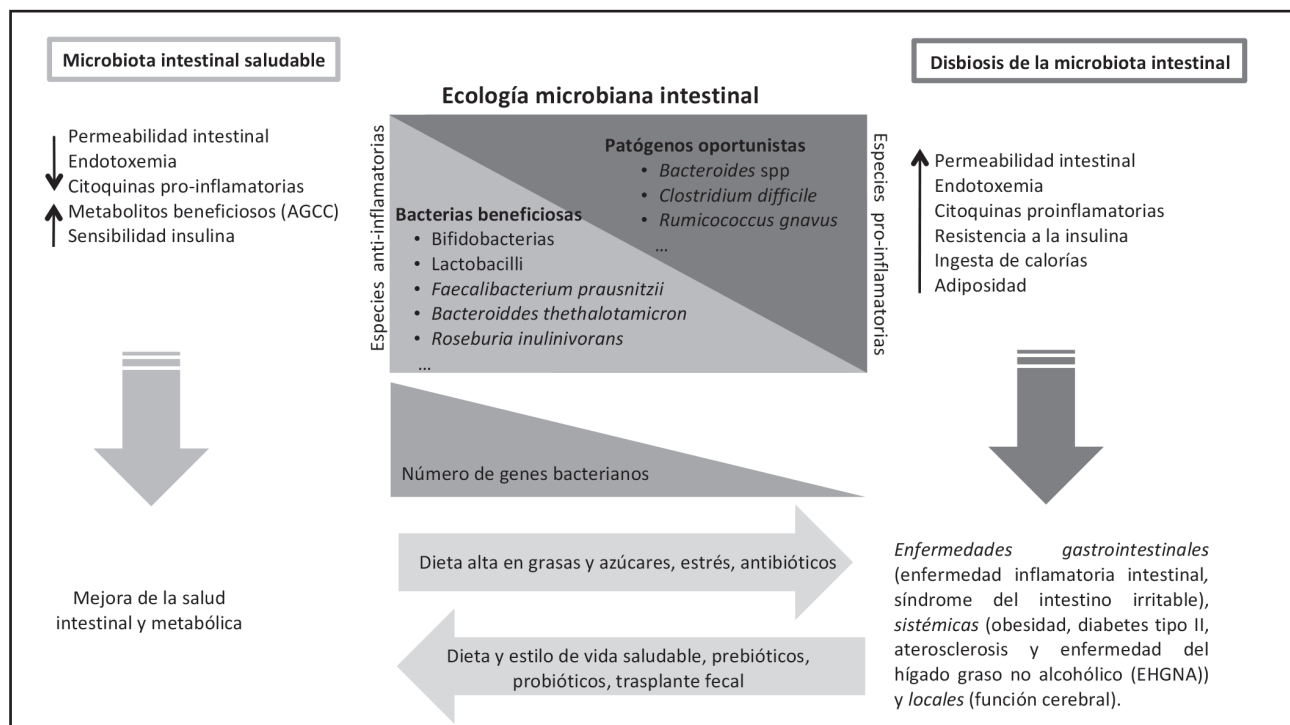 Microbiota intestinal saludable
Permeabilidad intestinal
Endotoxemia
Citoquinas pro-inflamatorias
Metabolitos beneficiosos (AGCC)
Sensibilidad insulina
Mejora de la salud
intestinal y metabólica
Ecología microbiana intestinal
Especies anti-inflamatorias
Patógenos oportunistas
• Bacteroides spp
• Clostridium difficile
• Rumicococcus gnavus
...
Bacterias beneficiosas
• Bifidobacterias
• Lactobacilli
• Faecalibacterium prausnitzii
• Bacteroiddes thethalotamicron
• Roseburia inulinivorans
...
Especies pro-inflamatorias
Número de genes bacterianos
Dieta alta en grasas y azúcares, estrés, antibióticos
Dieta y estilo de vida saludable, prebióticos,
probióticos, trasplante fecal
Disbiosis de la microbiota intestinal
Permeabilidad intestinal
Endotoxemia
Citoquinas proinflamatorias
Resistencia a la insulina
Ingesta de calorías
Adiposidad
Enfermedades gastrointestinales
(enfermedad inflamatoria intestinal,
síndrome del intestino irritable),
sistémicas (obesidad, diabetes tipo II,
aterosclerosis y enfermedad del
hígado graso no alcohólico (EHGNA))
y locales (función cerebral).